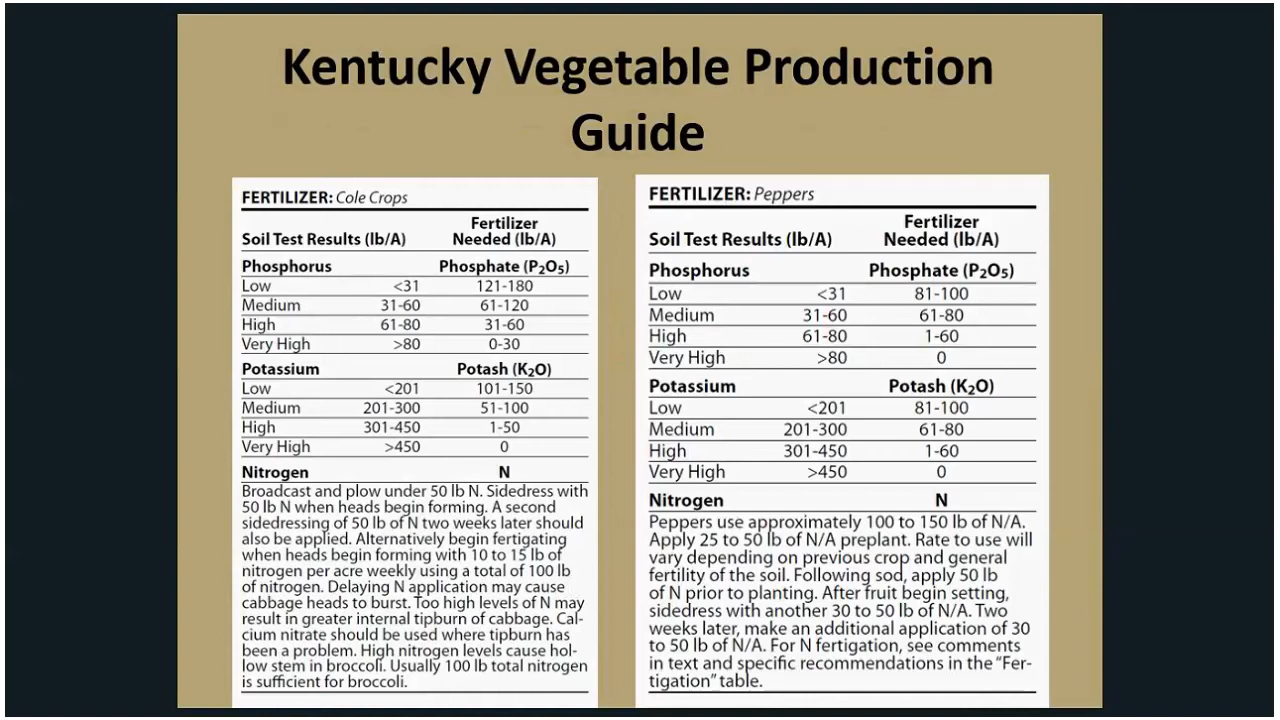 Kentucky Vegetable Production
Guide
FERTILIZER: Cole Crops
Soil Test Results (lb/A) Fertilizer Needed (lb/A)
Phosphorus Phosphate (P₂O₅)
Low <31 121-180
Medium 31-60 61-120
High 61-80 31-60
Very High >80 0-30
Potassium Potash (K₂O)
Low <201 101-150
Medium 201-300 51-100
High 301-450 1-50
Very High >450 0
Nitrogen N
Broadcast and plow under 50 lb N. Sidedress with
50 lb N when heads begin forming. A second
sidedressing of 50 lb of N two weeks later should
also be applied. Alternatively begin fertigating
when heads begin forming with 10 to 15 lb of
nitrogen per acre weekly using a total of 100 lb
of nitrogen. Delaying N application may cause
cabbage heads to burst. Too high levels of N may
result in greater internal tipburn of cabbage. Cal-
cium nitrate should be used where tipburn has
been a problem. High nitrogen levels cause hol-
low stem in broccoli. Usually 100 lb total nitrogen
is sufficient for broccoli.
FERTILIZER: Peppers
Soil Test Results (lb/A) Fertilizer Needed (lb/A)
Phosphorus Phosphate (P₂O₅)
Low <31 81-100
Medium 31-60 61-80
High 61-80 1-60
Very High >80 0
Potassium Potash (K₂O)
Low <201 81-100
Medium 201-300 61-80
High 301-450 1-60
Very High >450 0
Nitrogen N
Peppers use approximately 100 to 150 lb of N/A.
Apply 25 to 50 lb of N/A preplant. Rate to use will
vary depending on previous crop and general
fertility of the soil. Following sod, apply 50 lb
of N prior to planting. After fruit begin setting,
sidedress with another 30 to 50 lb of N/A. Two
weeks later, make an additional application of 30
to 50 lb of N/A. For N fertigation, see comments
in text and specific recommendations in the "Fer-
tigation" table.